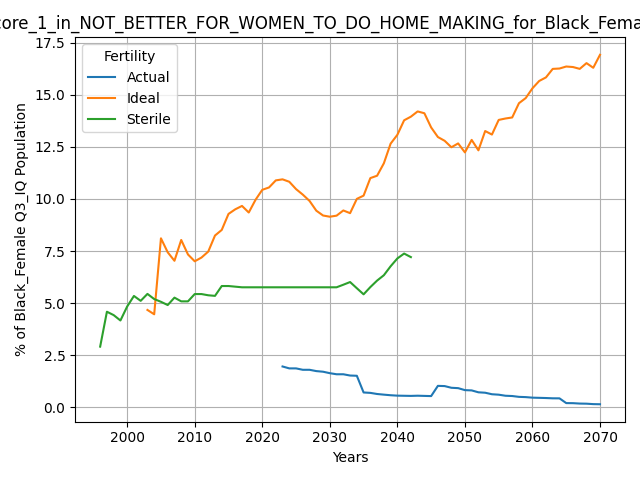 core_1_in_NOT_BETTER_FOR_WOMEN_TO_DO_HOME_MAKING_for_Black_Fema
17.5
15.0
12.5
10.0
7.5
5.0
2.5
0.0
% of Black_Female Q3_IQ Population
Fertility
Actual
Ideal
Sterile
2000 2010 2020 2030 2040 2050 2060 2070
Years